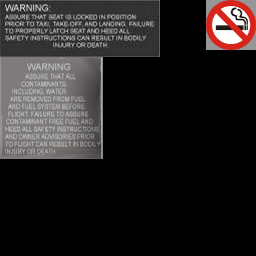 WARNING:
ASSURE THAT SEAT IS LOCKED IN POSITION
PRIOR TO TAXI, TAKE-OFF, AND LANDING. FAILURE
TO PROPERLY LATCH SEAT AND HEED ALL
SAFETY INSTRUCTIONS CAN RESULT IN BODILY
INJURY OR DEATH.
WARNING
ASSURE THAT ALL
CONTAMINANTS,
INCLUDING WATER
ARE REMOVED FROM FUEL
AND FUEL SYSTEM BEFORE
FLIGHT. FAILURE TO ASSURE
CONTAMINANT FREE FUEL AND
HEED ALL SAFETY INSTRUCTIONS
AND OWNER ADVISORIES PRIOR
TO FLIGHT CAN RESULT IN BODILY
INJURY OR DEATH